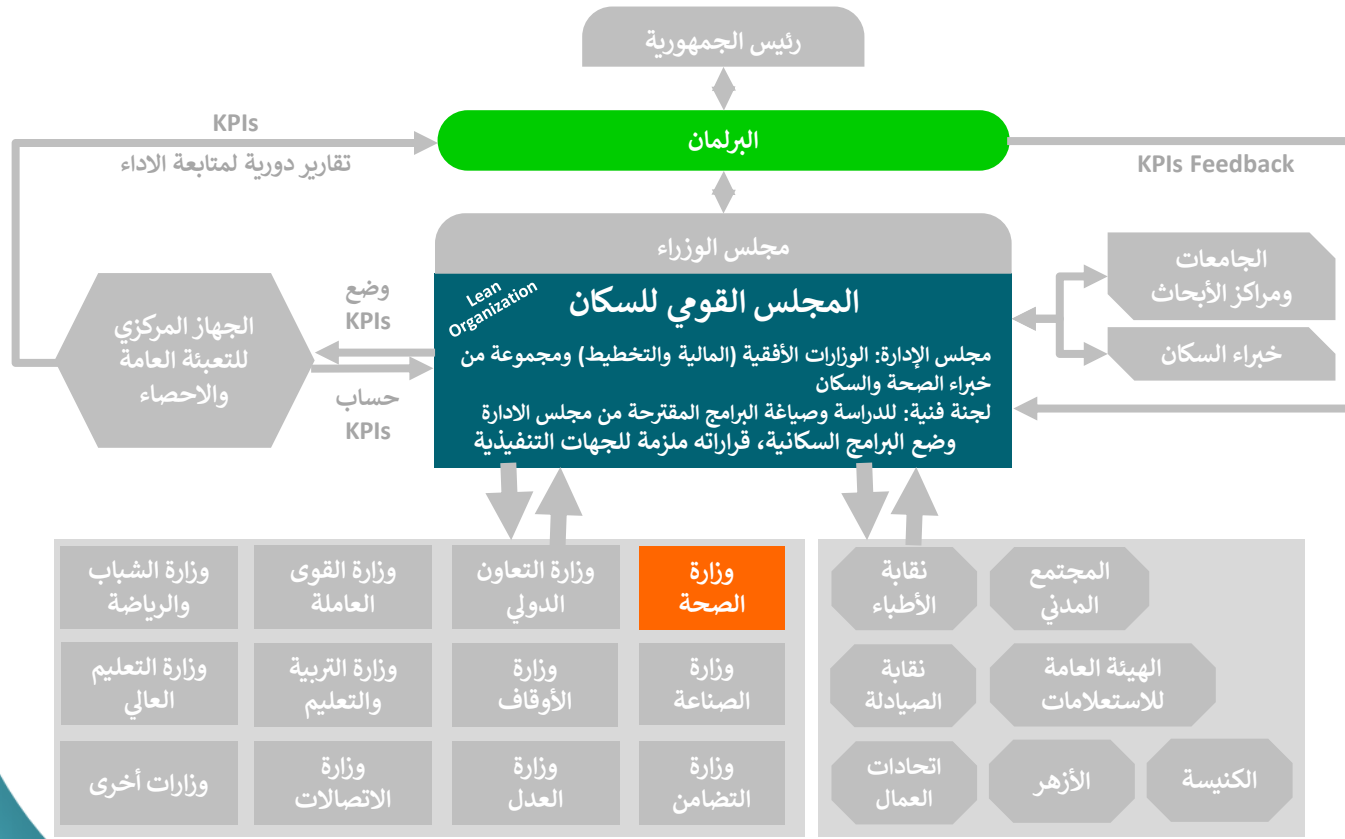 رئيس الجمهورية
KPIs
تقارير دورية لمتابعة الاداء
البرلمان
KPIs Feedback
مجلس الوزراء
الجامعات
ومراكز الأبحاث
خبراء السكان
Lean
Organization
المجلس القومي للسكان
مجلس الإدارة: الوزارات الأفقية (المالية والتخطيط) ومجموعة من
خبراء الصحة والسكان
لجنة فنية: للدراسة وصياغة البرامج المقترحة من مجلس الادارة
وضع البرامج السكانية، قراراته ملزمة للجهات التنفيذية
وضع
KPIs
حساب
KPIs
الجهاز المركزي
للتعبئة العامة
والاحصاء
المجتمع
المدني
نقابة
الأطباء
الهيئة العامة
للاستعلامات
نقابة
الصيادلة
الكنيسة
الأزهر
اتحادات
العمال
وزارة
الصحة
وزارة التعاون
الدولي
وزارة القوى
العاملة
وزارة الشباب
والرياضة
وزارة
الصناعة
وزارة
الأوقاف
وزارة التربية
والتعليم
وزارة التعليم
العالي
وزارة
التضامن
وزارة
العدل
وزارة
الاتصالات
وزارات أخرى